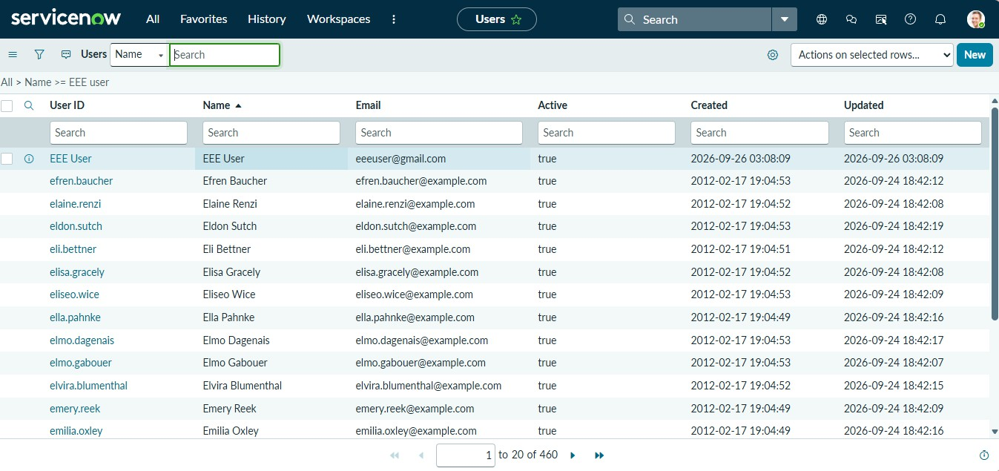 servicenow All Favorites History Workspaces Users Search
Users Name Search Actions on selected rows... New
All > Name >= EEE user
User ID Name Email Active Created Updated
Search Search Search Search Search Search
EEE User EEE User eeeuser@gmail.com true 2026-09-26 03:08:09 2026-09-26 03:08:09
efren.baucher Efren Baucher efren.baucher@example.com true 2012-02-17 19:04:53 2026-09-24 18:42:12
elaine.renzi Elaine Renzi elaine.renzi@example.com true 2012-02-17 19:04:52 2026-09-24 18:42:08
eldon.sutch Eldon Sutch eldon.sutch@example.com true 2012-02-17 19:04:53 2026-09-24 18:42:19
eli.bettner Eli Bettner eli.bettner@example.com true 2012-02-17 19:04:51 2026-09-24 18:42:12
elisa.gracely Elisa Gracely elisa.gracely@example.com true 2012-02-17 19:04:52 2026-09-24 18:42:08
eliseo.wice Eliseo Wice eliseo.wice@example.com true 2012-02-17 19:04:53 2026-09-24 18:42:09
ella.pahnke Ella Pahnke ella.pahnke@example.com true 2012-02-17 19:04:49 2026-09-24 18:42:16
elmo.dagenais Elmo Dagenais elmo.dagenais@example.com true 2012-02-17 19:04:53 2026-09-24 18:42:17
elmo.gabouer Elmo Gabouer elmo.gabouer@example.com true 2012-02-17 19:04:53 2026-09-24 18:42:07
elvira.blumenthal Elvira Blumenthal elvira.blumenthal@example.com true 2012-02-17 19:04:52 2026-09-24 18:42:15
emery.reek Emery Reek emery.reek@example.com true 2012-02-17 19:04:49 2026-09-24 18:42:09
emilia.oxley Emilia Oxley emilia.oxley@example.com true 2012-02-17 19:04:49 2026-09-24 18:42:16
1 to 20 of 460